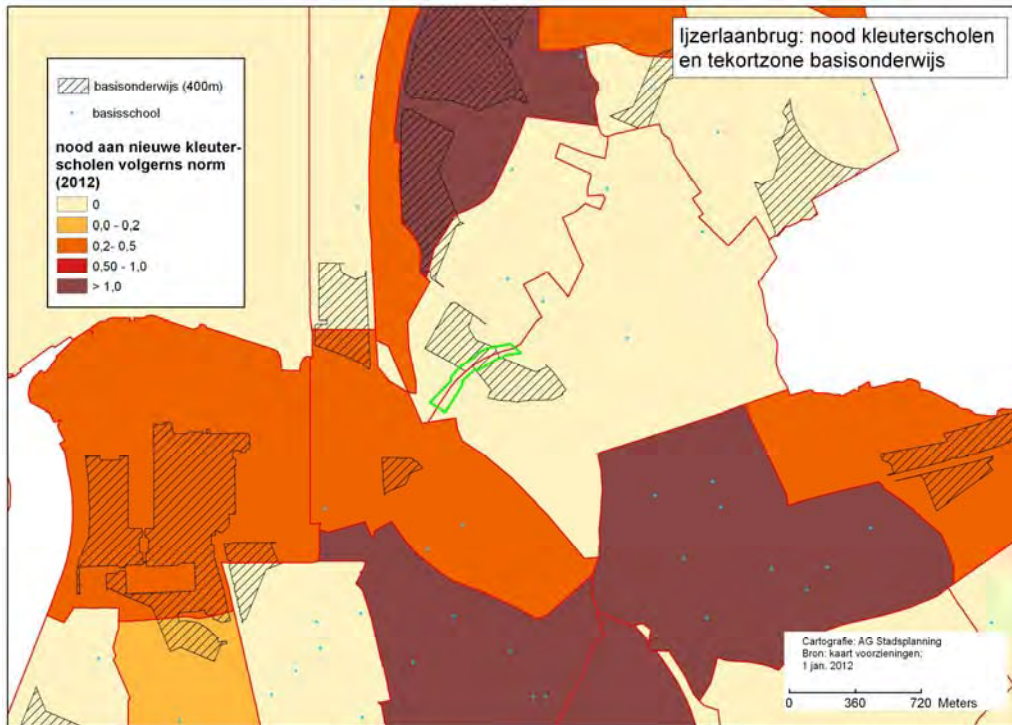 Ijzerlaanbrug: nood kleuterscholen
en tekortzone basisonderwijs
basisonderwijs (400m)
basisschool
nood aan nieuwe kleuter-
scholen volgerns norm
(2012)
0
0,0 - 0,2
0,2- 0,5
0,50 - 1,0
> 1,0
Cartografie: AG Stadsplanning
Bron: kaart voorzieningen;
1 jan. 2012
0 360 720 Meters